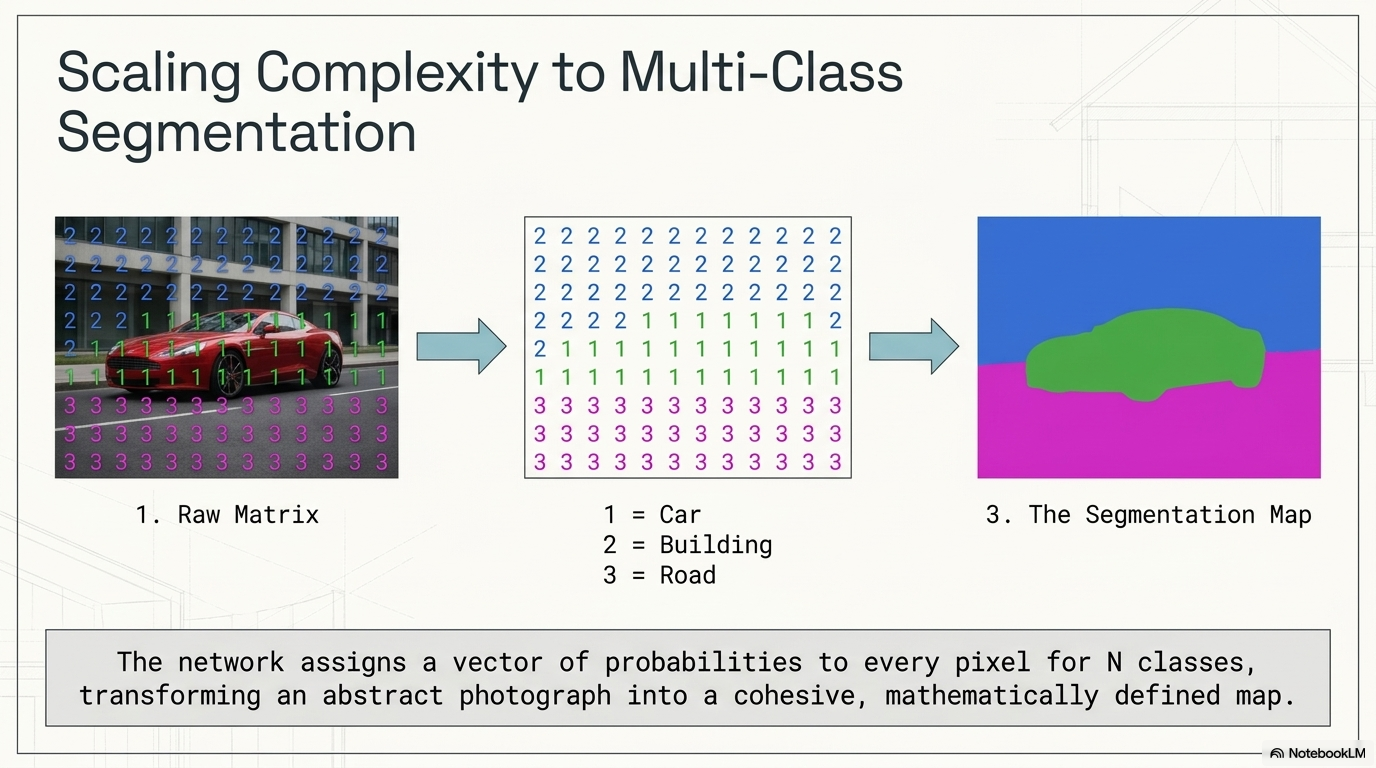 Scaling Complexity to Multi-Class
Segmentation
2 2 2 2 2 2 2 2 2 2 2 2 2
2 2 2 2 2 2 2 2 2 2 2 2 2
2 2 2 2 2 2 2 2 2 2 2 2 2
2 2 2 1 1 1 1 1 1 1 1 1 1
2 1 1 1 1 1 1 1 1 1 1 1 1
1 1 1 1 1 1 1 1 1 1 1 1 1
3 3 3 3 3 3 3 3 3 3 3 3 3
3 3 3 3 3 3 3 3 3 3 3 3 3
3 3 3 3 3 3 3 3 3 3 3 3 3
1. Raw Matrix
2 2 2 2 2 2 2 2 2 2 2 2
2 2 2 2 2 2 2 2 2 2 2 2
2 2 2 2 2 2 2 2 2 2 2 2
2 2 2 2 1 1 1 1 1 1 1 2
2 1 1 1 1 1 1 1 1 1 1 1
1 1 1 1 1 1 1 1 1 1 1 1
3 3 3 3 3 3 3 3 3 3 3 3
3 3 3 3 3 3 3 3 3 3 3 3
3 3 3 3 3 3 3 3 3 3 3 3
1 = Car
2 = Building
3 = Road
3. The Segmentation Map
The network assigns a vector of probabilities to every pixel for N classes,
transforming an abstract photograph into a cohesive, mathematically defined map.
NotebookLM